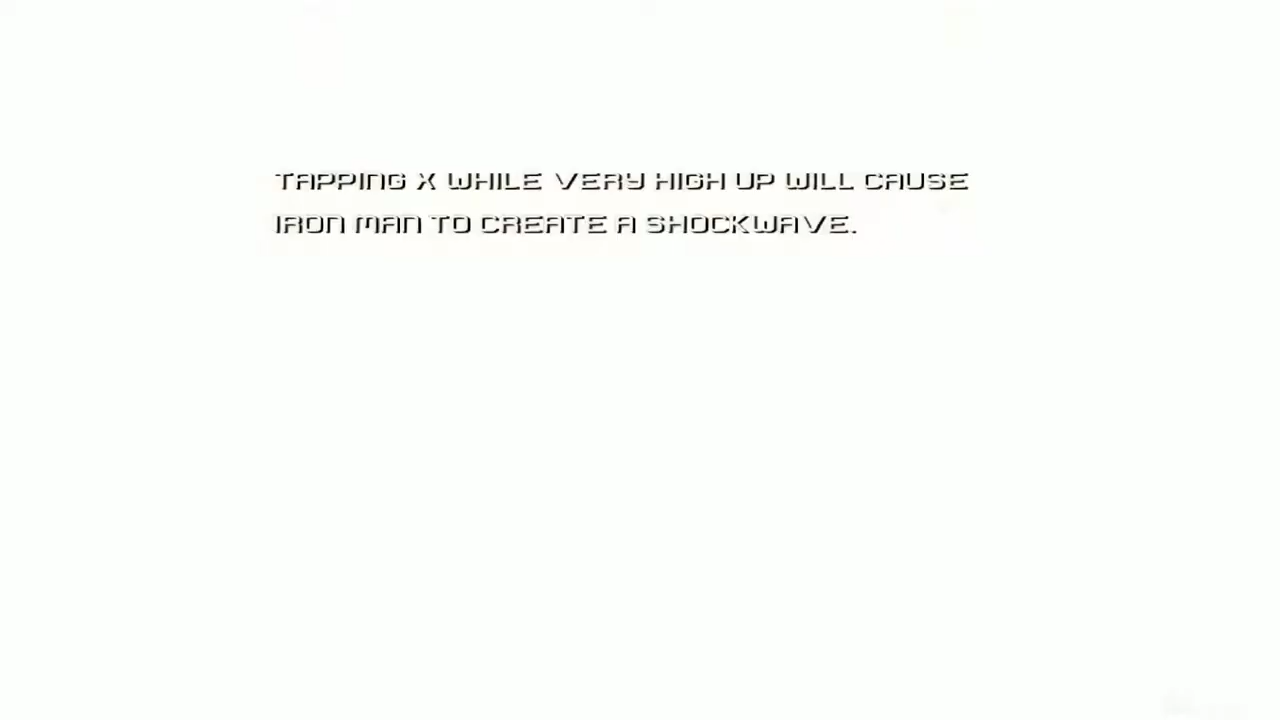 TAPPING X WHILE VERY HIGH UP WILL CAUSE
IRON MAN TO CREATE A SHOCKWAVE.